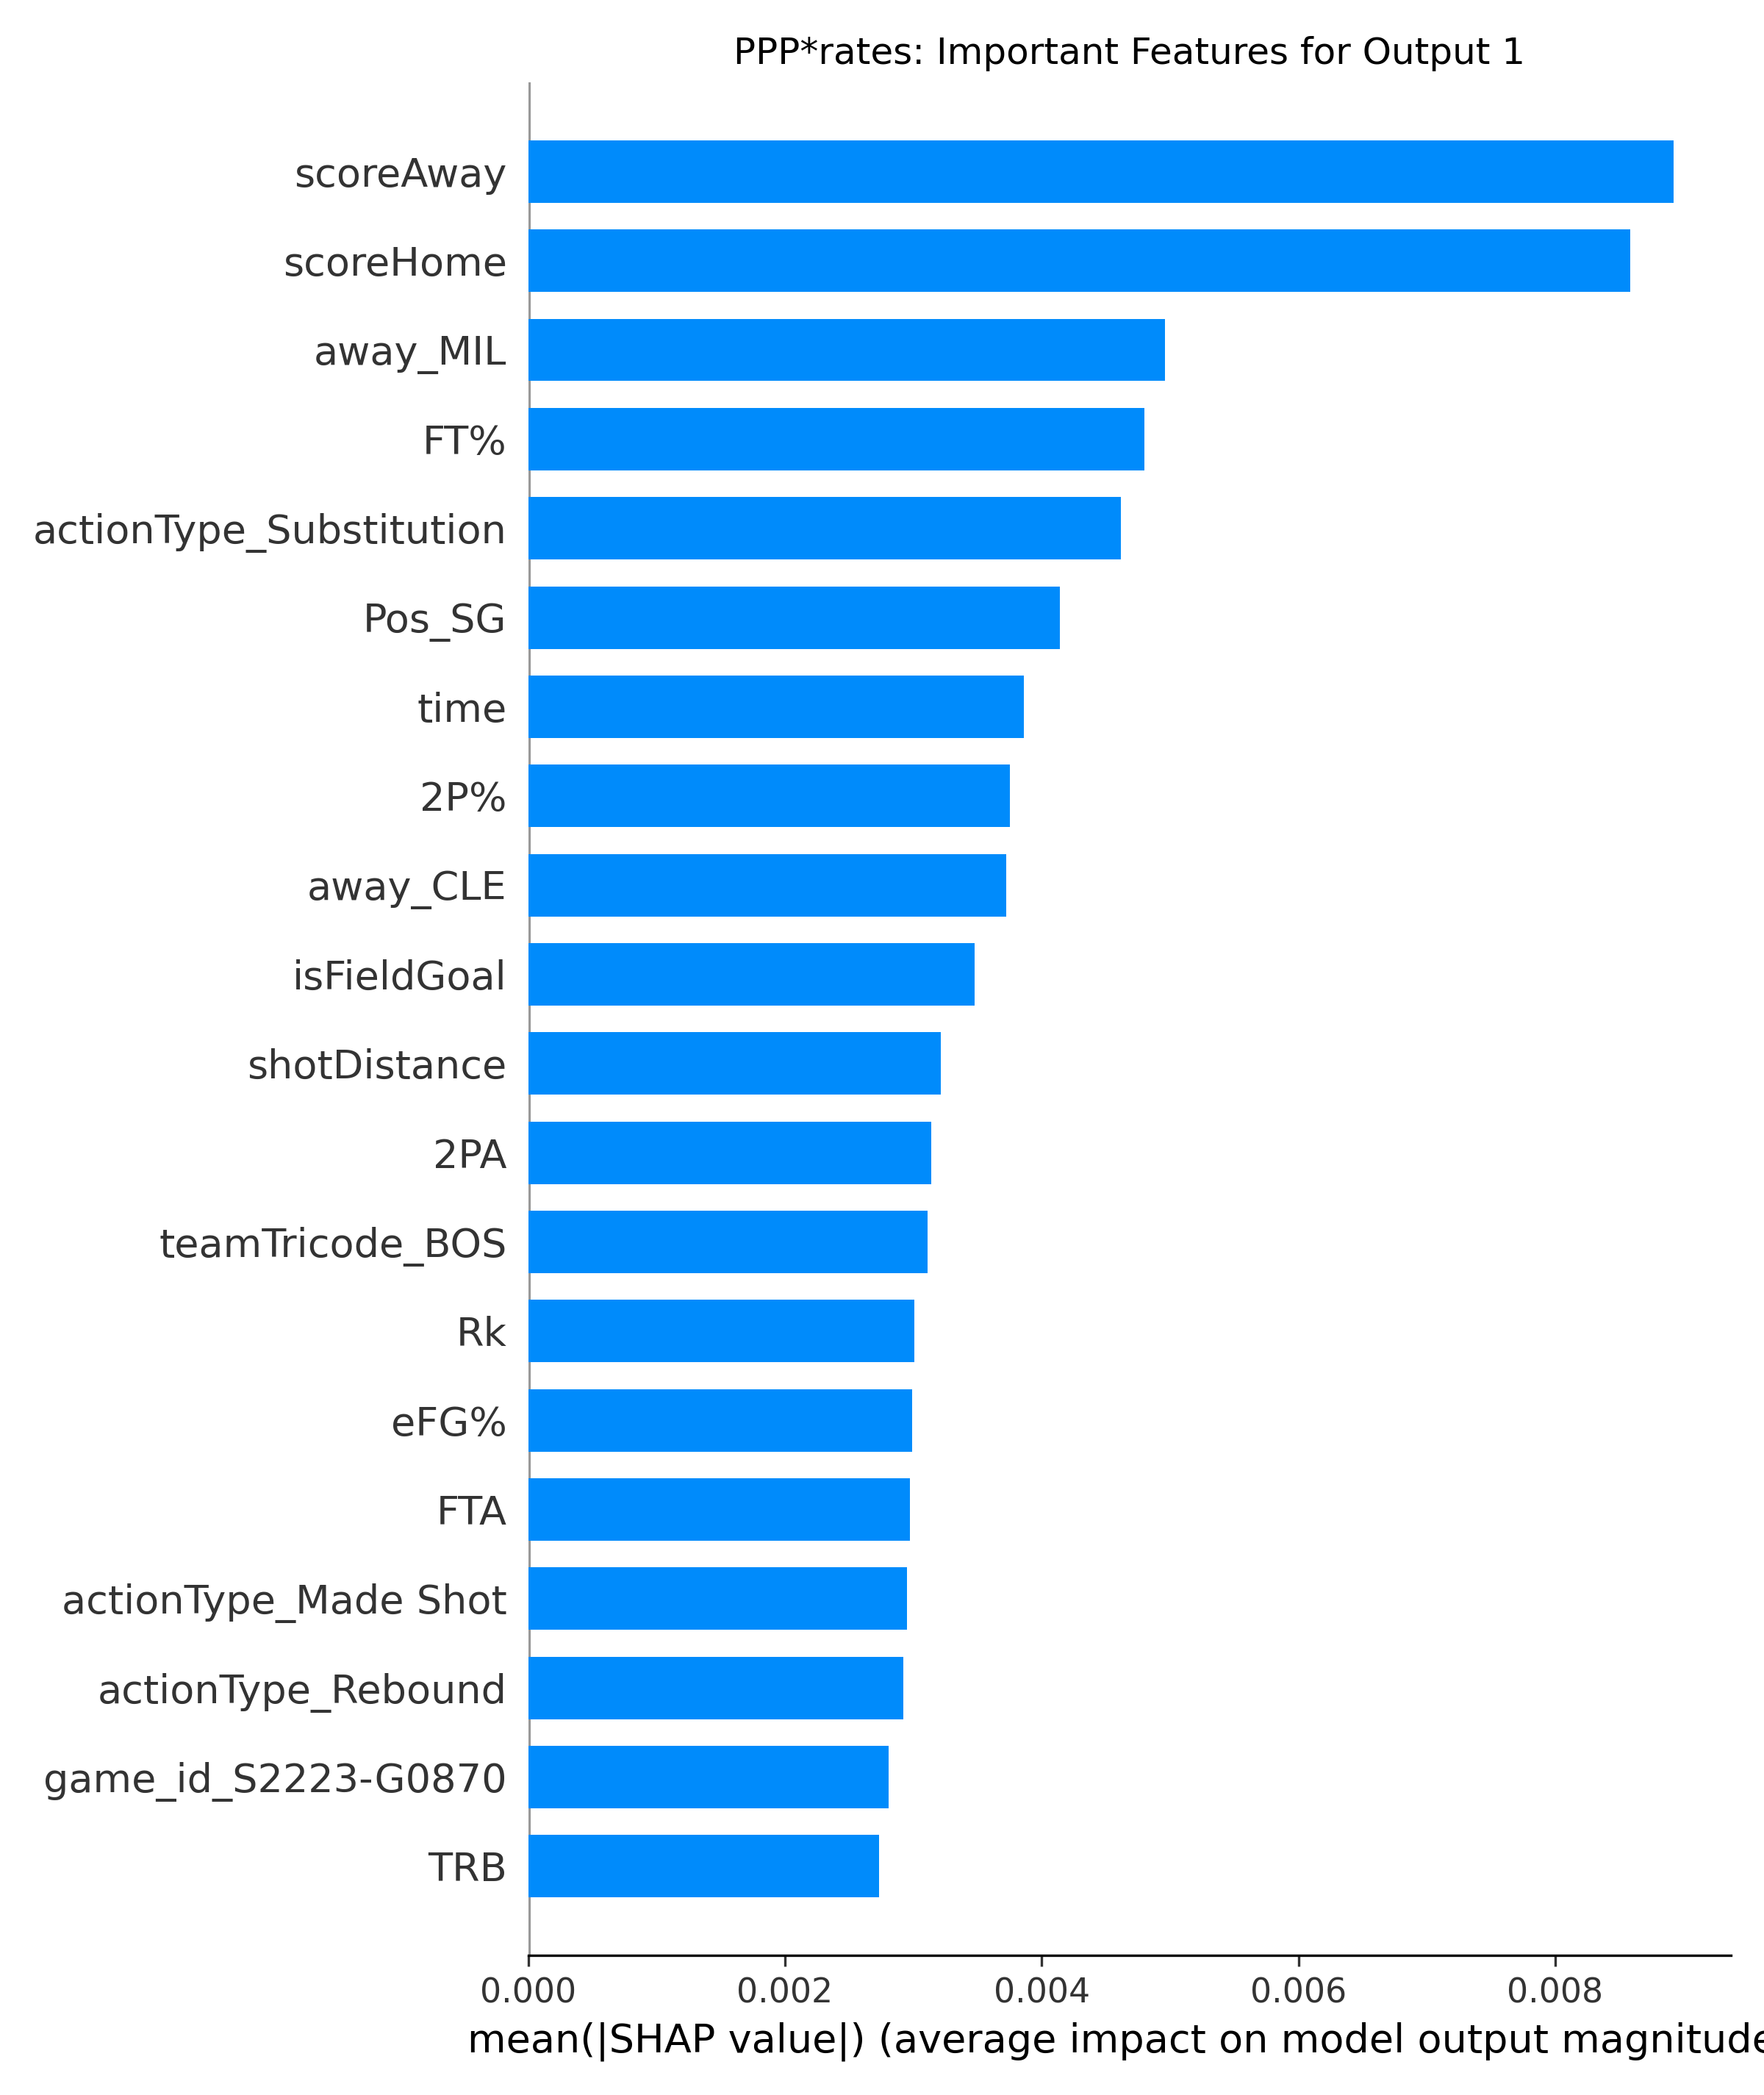 PPP*rates: Important Features for Output 1
scoreAway
scoreHome
away_MIL
FT%
actionType_Substitution
Pos_SG
time
2P%
away_CLE
isFieldGoal
shotDistance
2PA
teamTricode_BOS
Rk
eFG%
FTA
actionType_Made Shot
actionType_Rebound
game_id_S2223-G0870
TRB
0.000 0.002 0.004 0.006 0.008
mean(|SHAP value|) (average impact on model output magnitude